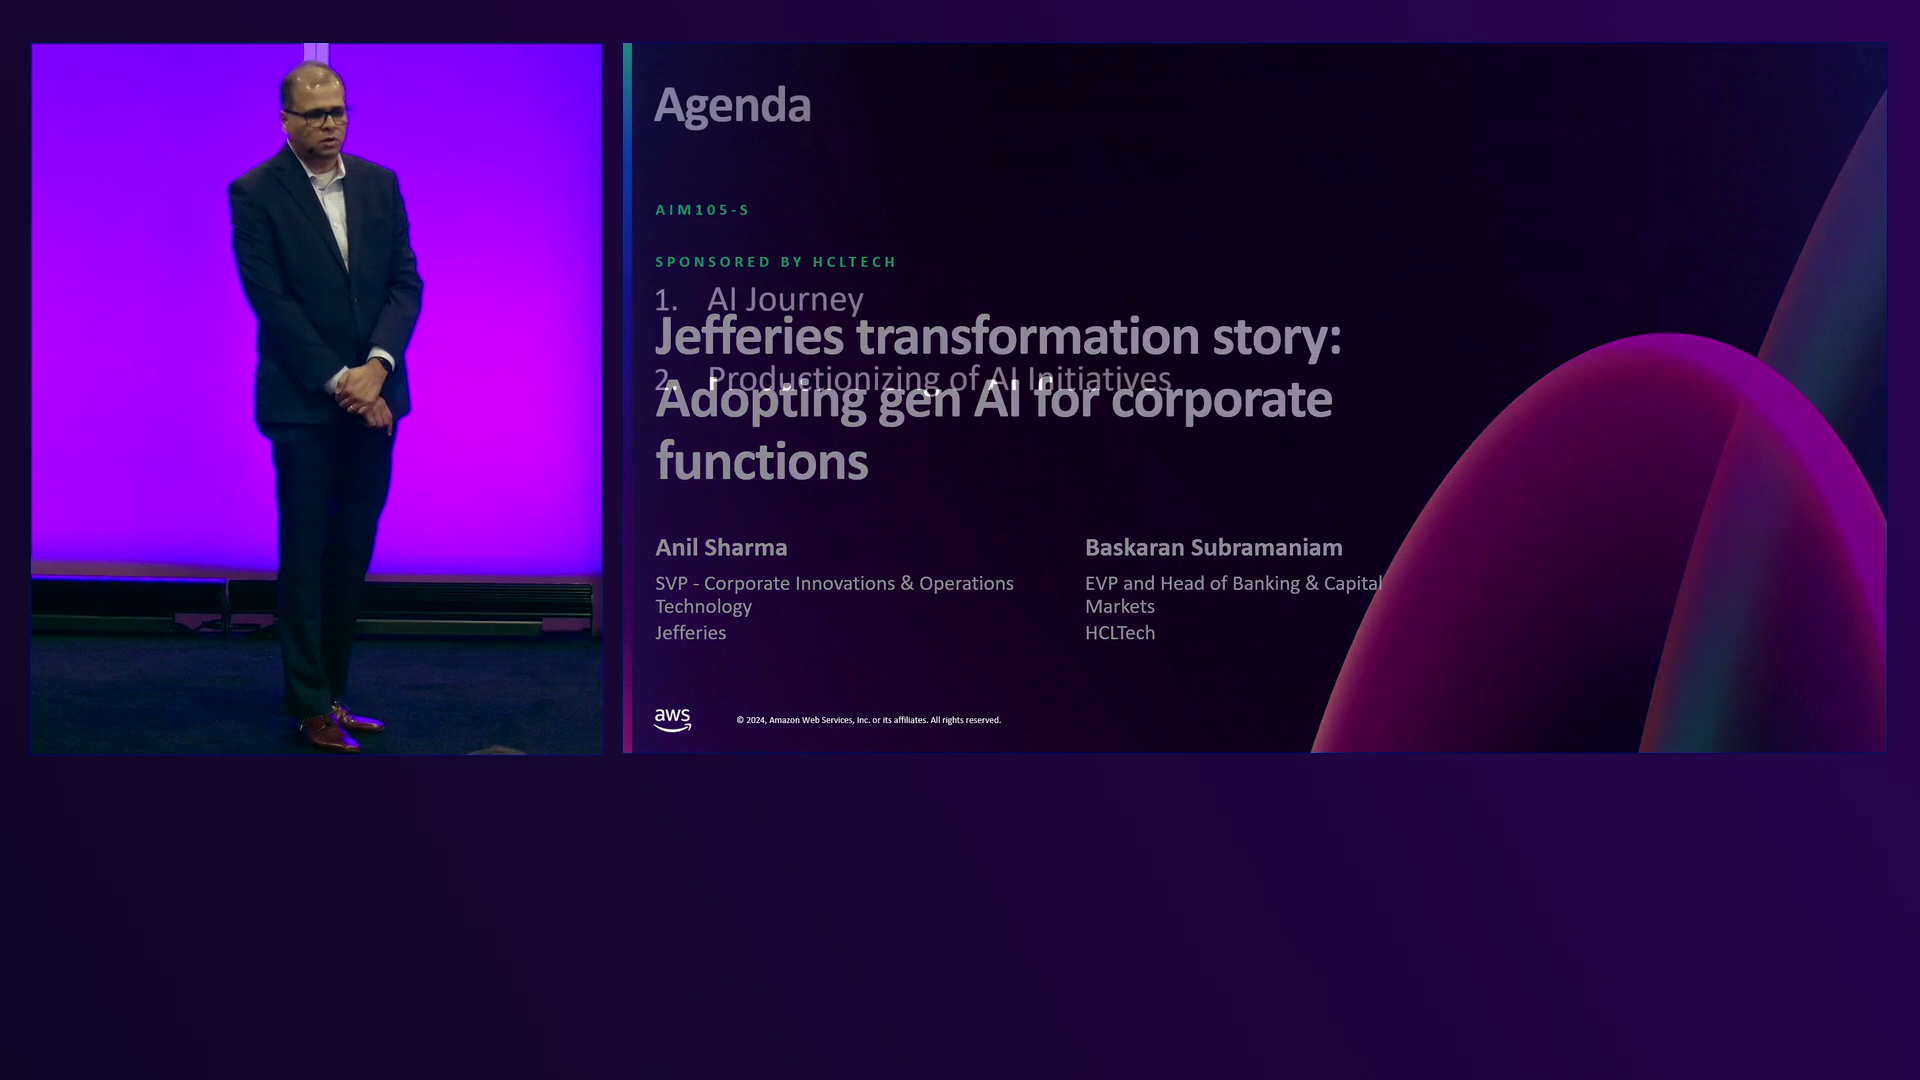 Agenda
AIM105-S
SPONSORED BY HCLTECH
1. AI Journey
Jefferies transformation story:
2. Productionizing of AI Initiatives
Adopting gen AI for corporate
functions
Anil Sharma
SVP - Corporate Innovations & Operations
Technology
Jefferies
Baskaran Subramaniam
EVP and Head of Banking & Capital
Markets
HCLTech
aws
© 2024, Amazon Web Services, Inc. or its affiliates. All rights reserved.